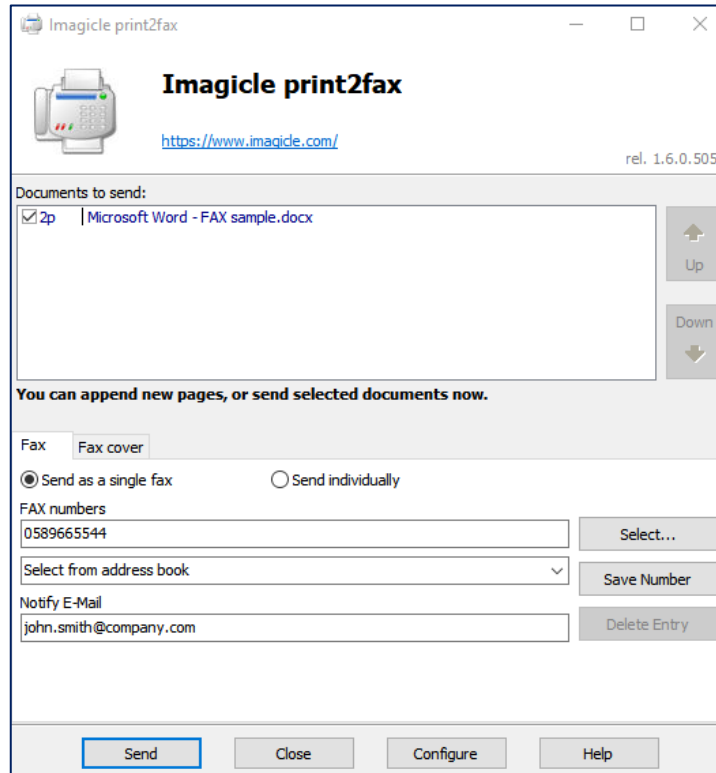 Imagicle print2fax
Imagicle print2fax
https://www.imagicle.com/
rel. 1.6.0.505
Documents to send:
2p Microsoft Word - FAX sample.docx
Up
Down
You can append new pages, or send selected documents now.
Fax Fax cover
Send as a single fax Send individually
FAX numbers
0589665544 Select...
Select from address book Save Number
Notify E-Mail
john.smith@company.com Delete Entry
Send Close Configure Help